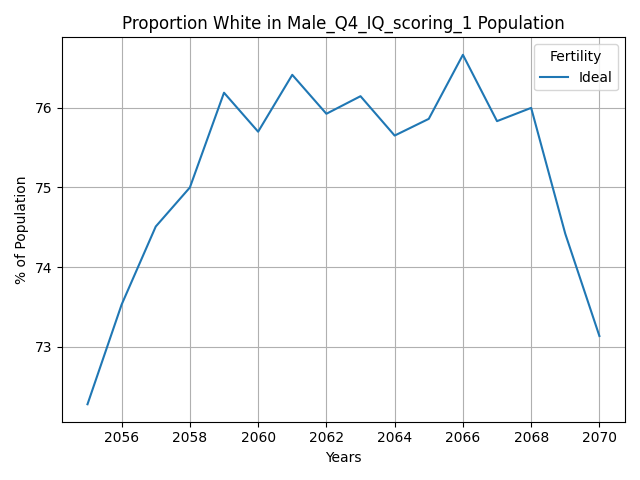 Proportion White in Male_Q4_IQ_scoring_1 Population
Fertility
Ideal
% of Population
76
75
74
73
2056 2058 2060 2062 2064 2066 2068 2070
Years